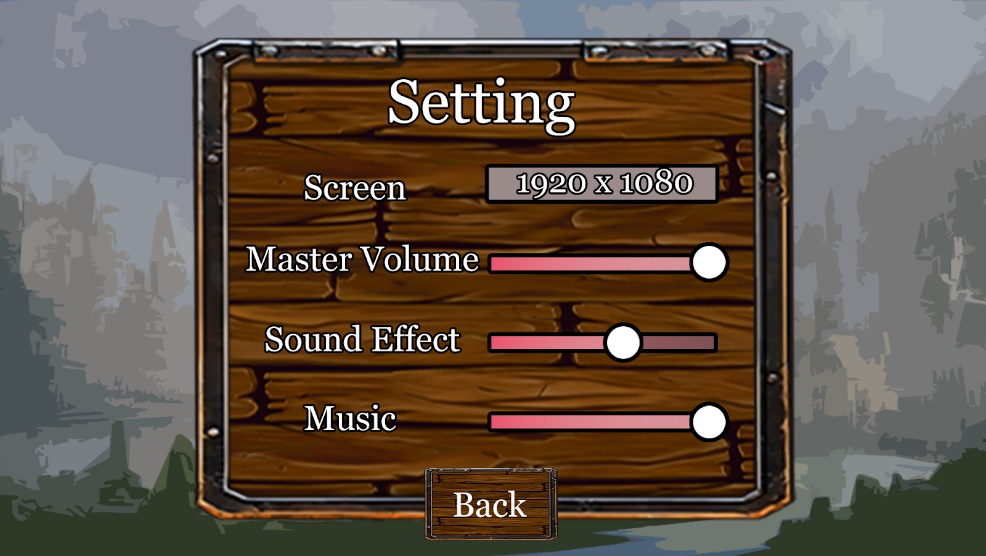 Setting
Screen
1920 x 1080
Master Volume
Sound Effect
Music
Back